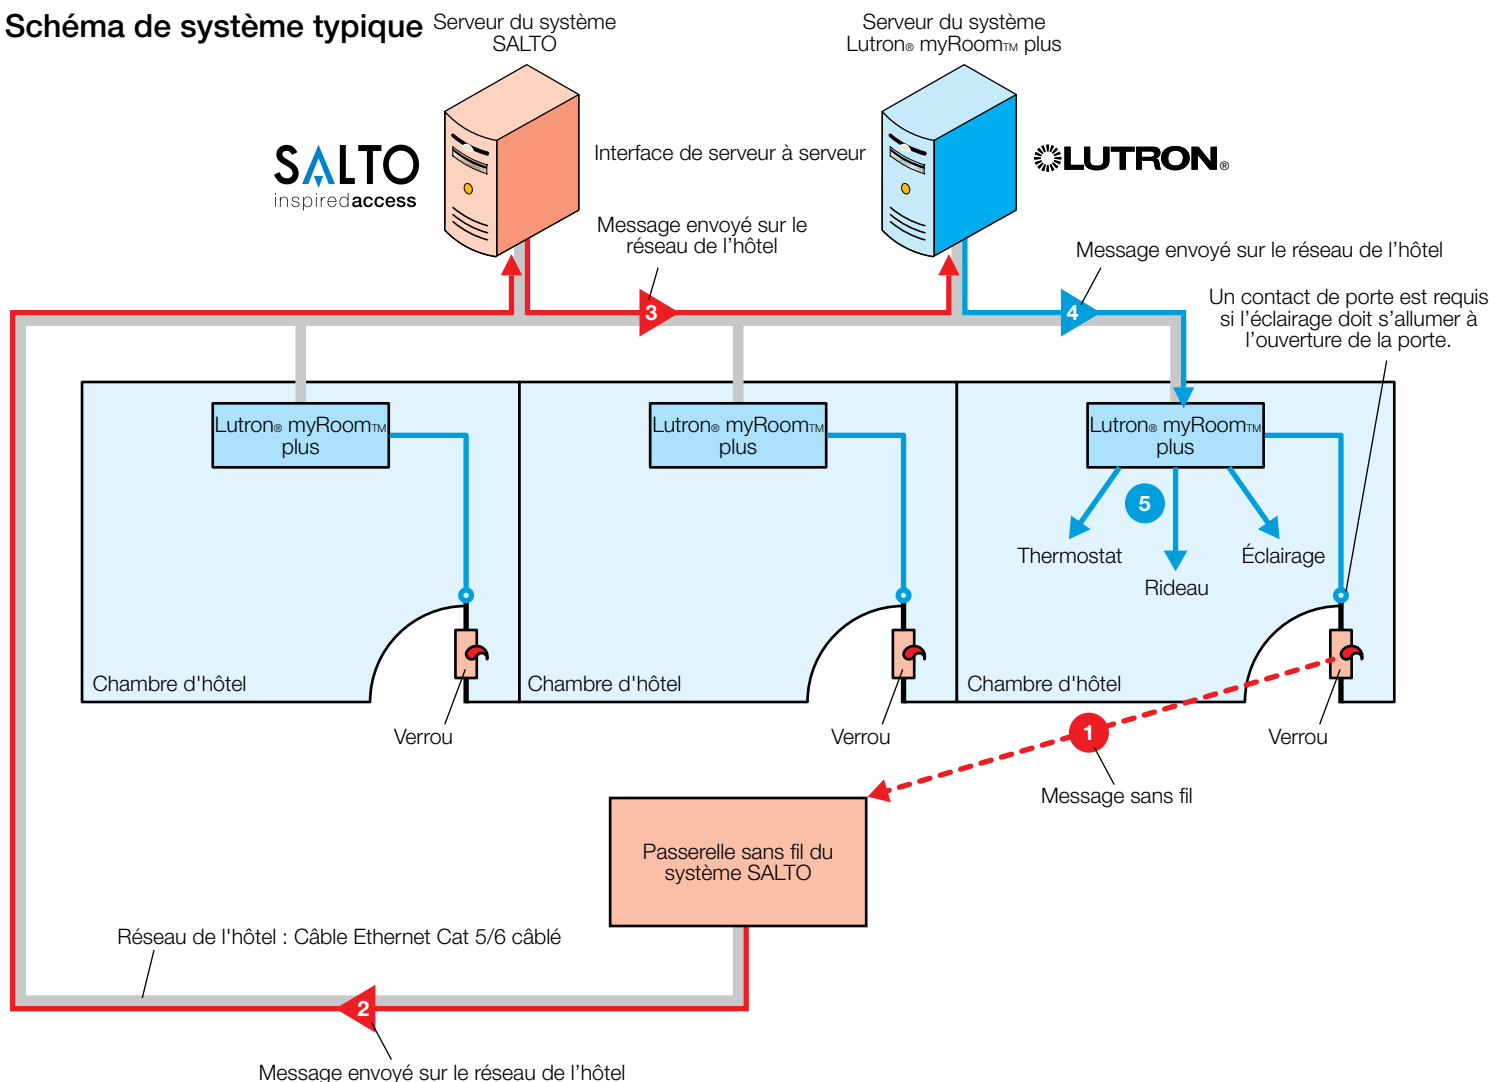 Schéma de système typique
Serveur du système
SALTO
Serveur du système
Lutron® myRoom™ plus
SALTO
inspiredaccess
Interface de serveur à serveur
LUTRON®
Message envoyé sur le
réseau de l’hôtel
Message envoyé sur le réseau de l’hôtel
Un contact de porte est requis
si l’éclairage doit s’allumer à
l’ouverture de la porte.
3
4
Lutron® myRoom™
plus
Lutron® myRoom™
plus
Lutron® myRoom™
plus
5
Thermostat
Rideau
Éclairage
Chambre d'hôtel
Chambre d'hôtel
Chambre d'hôtel
Verrou
Verrou
Verrou
1
Message sans fil
Passerelle sans fil du
système SALTO
Réseau de l'hôtel : Câble Ethernet Cat 5/6 câblé
2
Message envoyé sur le réseau de l’hôtel